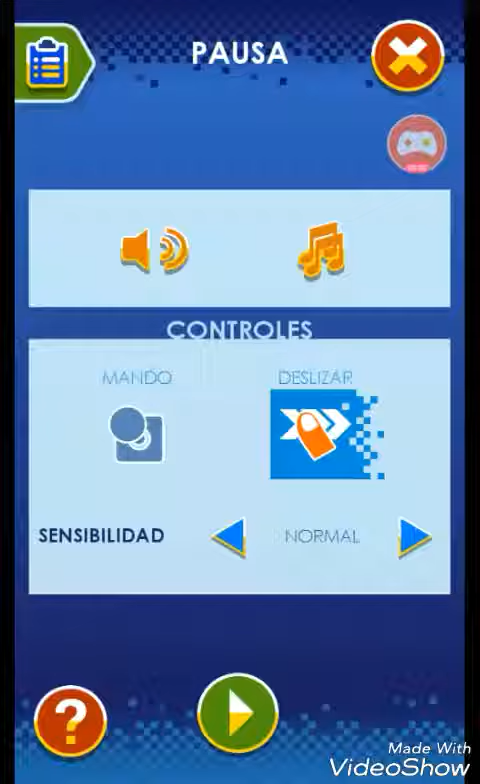 PAUSA
CONTROLES
MANDO
DESLIZAR
SENSIBILIDAD
NORMAL
?
Made With
VideoShow